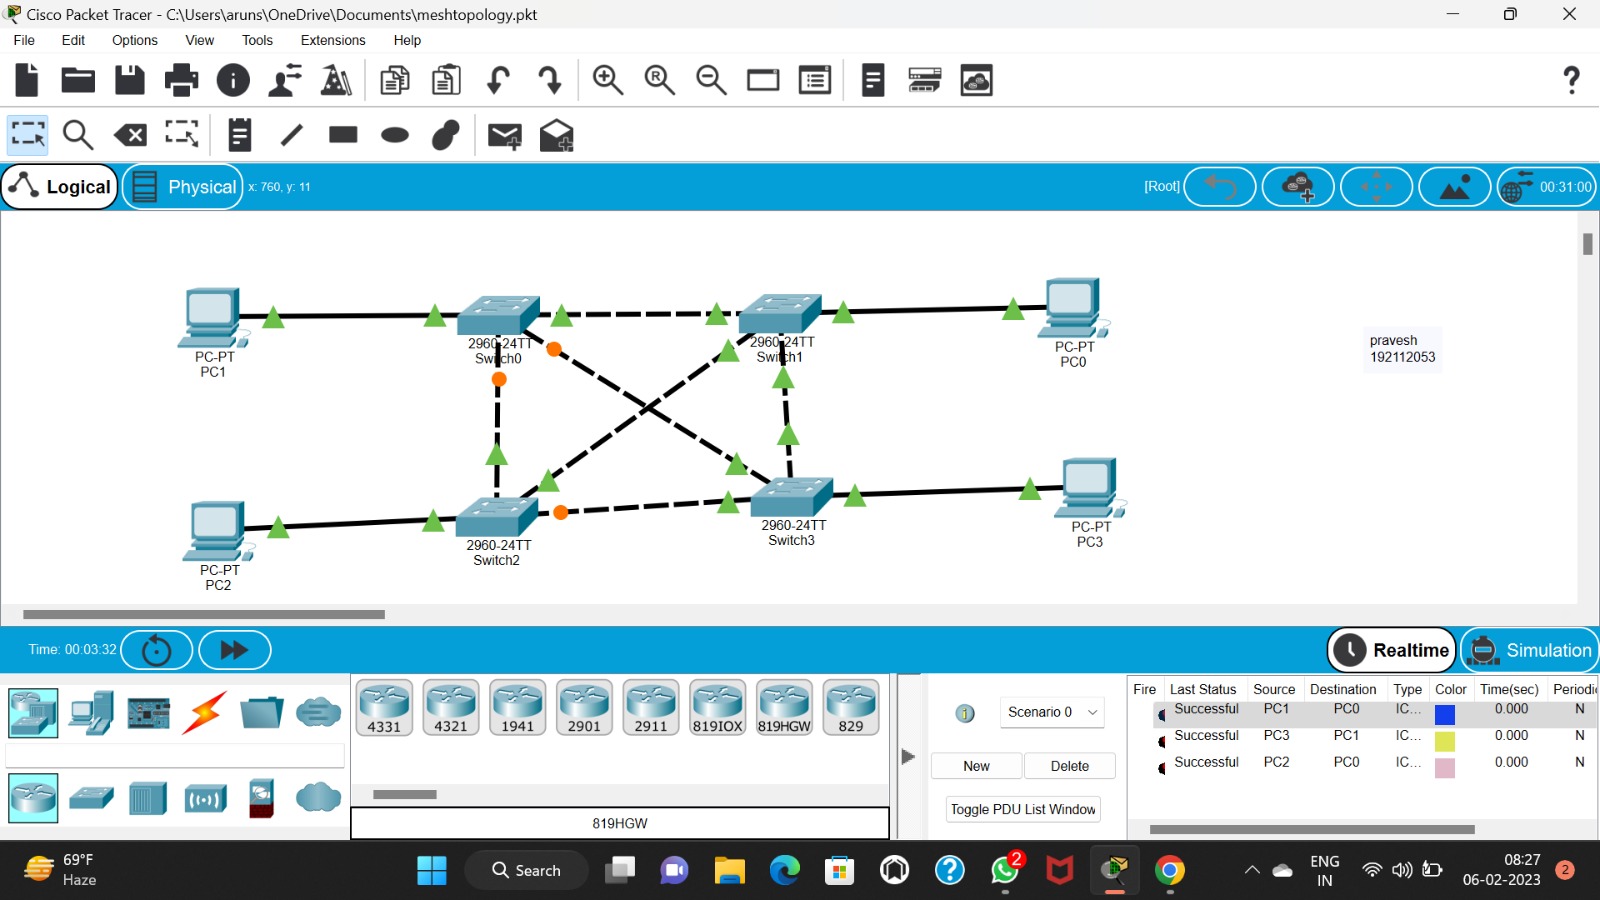 Cisco Packet Tracer - C:\Users\aruns\OneDrive\Documents\meshtopology.pkt
File Edit Options View Tools Extensions Help
Logical Physical x: 760, y: 11 [Root] 00:31:00
PC-PT
PC1
2960-24TT
Switch0
2960-24TT
Switch1
PC-PT
PC0
pravesh
192112053
PC-PT
PC2
2960-24TT
Switch2
2960-24TT
Switch3
PC-PT
PC3
Time: 00:03:32 Realtime Simulation
4331 4321 1941 2901 2911 819IOX 819HGW 829
819HGW
Scenario 0
New Delete
Toggle PDU List Window
Fire Last Status Source Destination Type Color Time(sec) Periodic
Successful PC1 PC0 IC... 0.000 N
Successful PC3 PC1 IC... 0.000 N
Successful PC2 PC0 IC... 0.000 N
69°F
Haze
Search
2
ENG
IN
08:27
06-02-2023
2